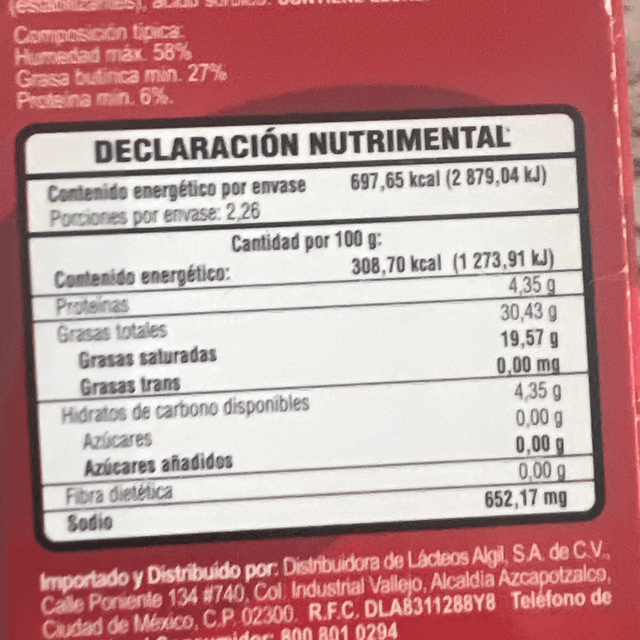 Composición típica:
Humedad máx. 58%
Grasa butírica min. 27%
Proteína min. 6%.
DECLARACIÓN NUTRIMENTAL
Contenido energético por envase 697,65 kcal (2 879,04 kJ)
Porciones por envase: 2,26
Cantidad por 100 g:
Contenido energético: 308,70 kcal (1 273,91 kJ)
Proteínas 4,35 g
Grasas totales 30,43 g
Grasas saturadas 19,57 g
Grasas trans 0,00 mg
Hidratos de carbono disponibles 4,35 g
Azúcares 0,00 g
Azúcares añadidos 0,00 g
Fibra dietética 0,00 g
Sodio 652,17 mg
Importado y Distribuido por: Distribuidora de Lácteos Algil, S.A. de C.V.,
Calle Poniente 134 #740, Col. Industrial Vallejo, Alcaldía Azcapotzalco,
Ciudad de México, C.P. 02300. R.F.C. DLA8311288Y8 Teléfono de
800 801 0294